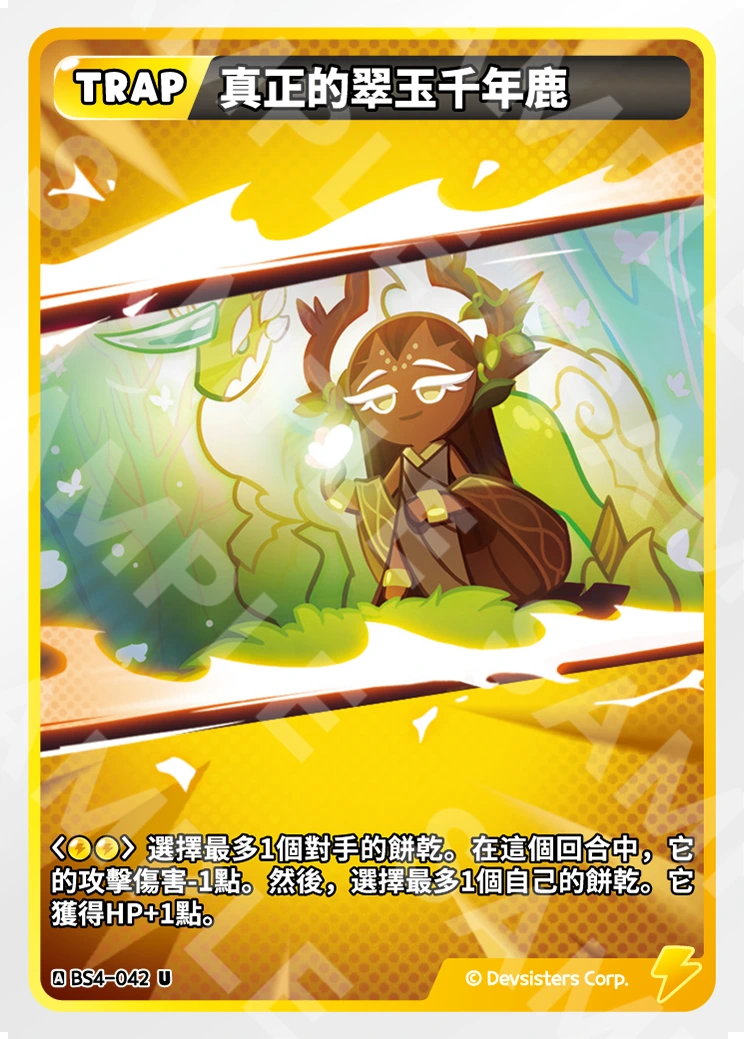 TRAP 真正的翠玉千年鹿
〈⚡⚡〉選擇最多1個對手的餅乾。在這個回合中，它
的攻擊傷害-1點。然後，選擇最多1個自己的餅乾。它
獲得HP+1點。
A BS4-042 U
© Devsisters Corp.
SAMPLE